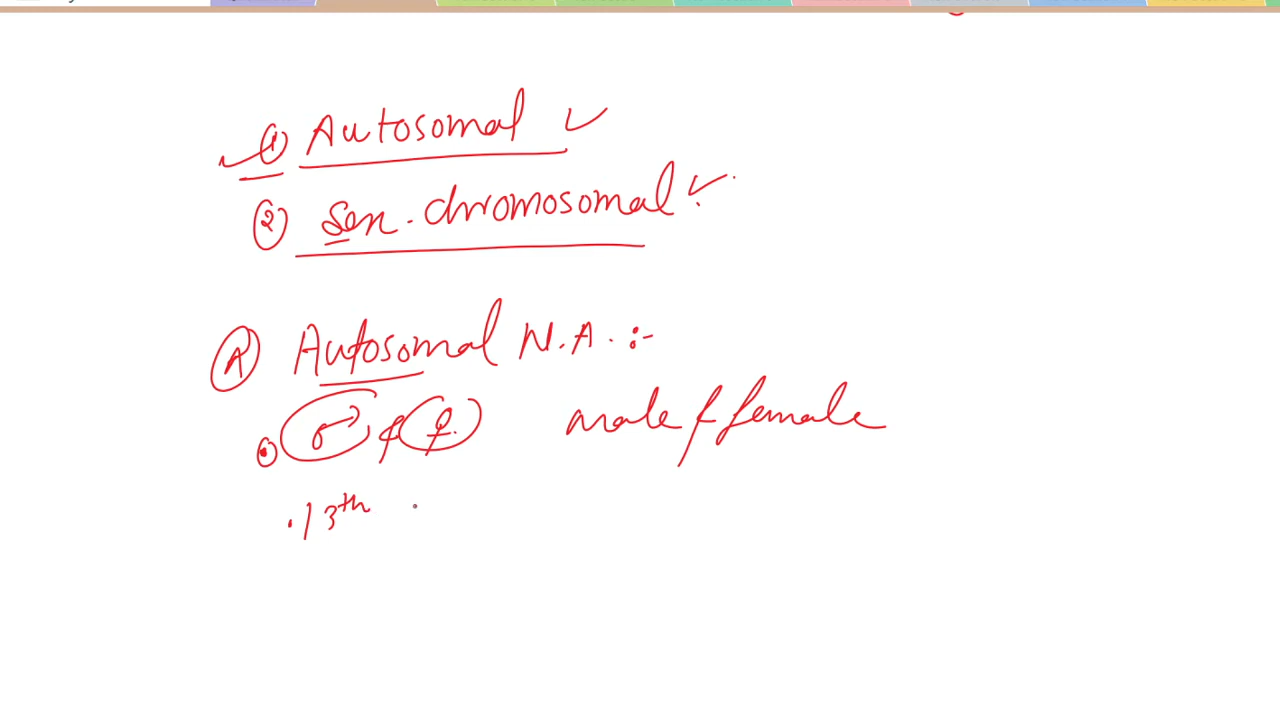 ① Autosomal ✓
② Sex-chromosomal ✓
Ⓐ Autosomal N.A. :-
♂ & ♀ male & female
• 13th